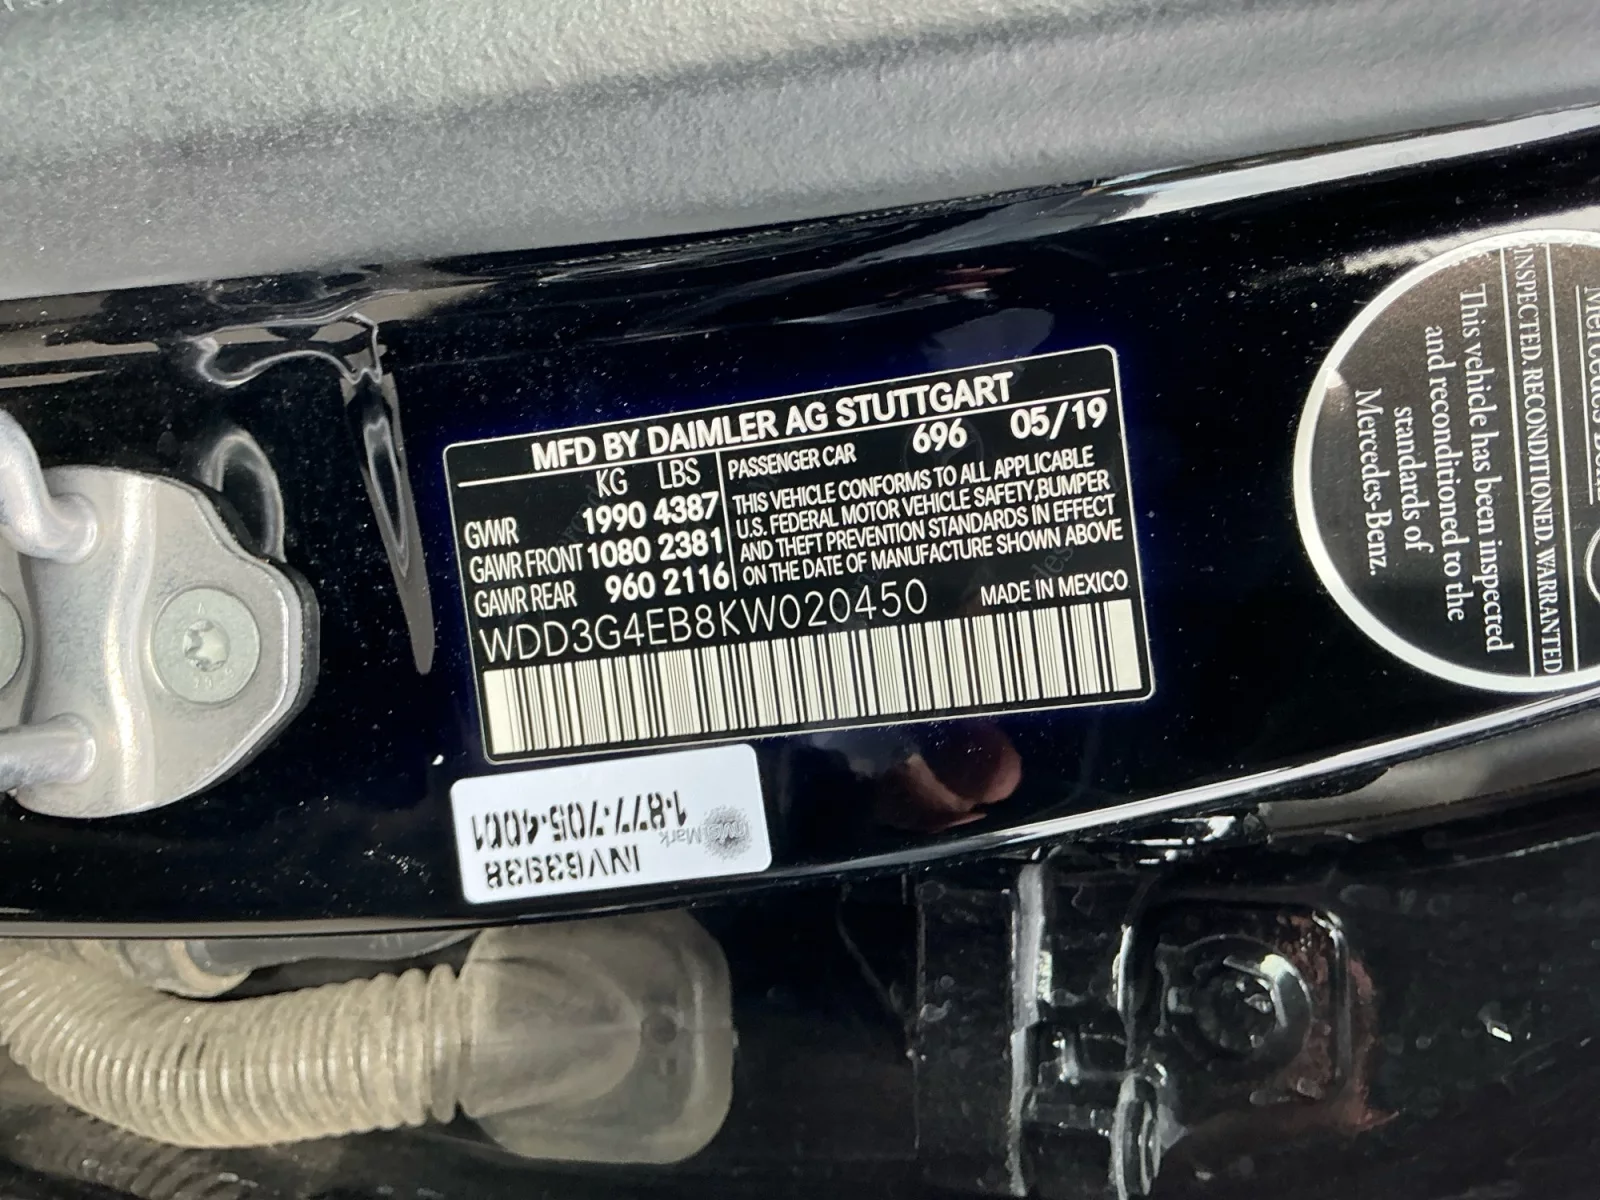 MFD BY DAIMLER AG STUTTGART
KG LBS
GVWR 1990 4387
GAWR FRONT 1080 2381
GAWR REAR 960 2116
PASSENGER CAR 696 05/19
THIS VEHICLE CONFORMS TO ALL APPLICABLE
U.S. FEDERAL MOTOR VEHICLE SAFETY,BUMPER
AND THEFT PREVENTION STANDARDS IN EFFECT
ON THE DATE OF MANUFACTURE SHOWN ABOVE
WDD3G4EB8KW020450 MADE IN MEXICO
INV63938
1-877-705-4001
INSPECTED. RECONDITIONED. WARRANTED
This vehicle has been inspected
and reconditioned to the
standards of
Mercedes-Benz.